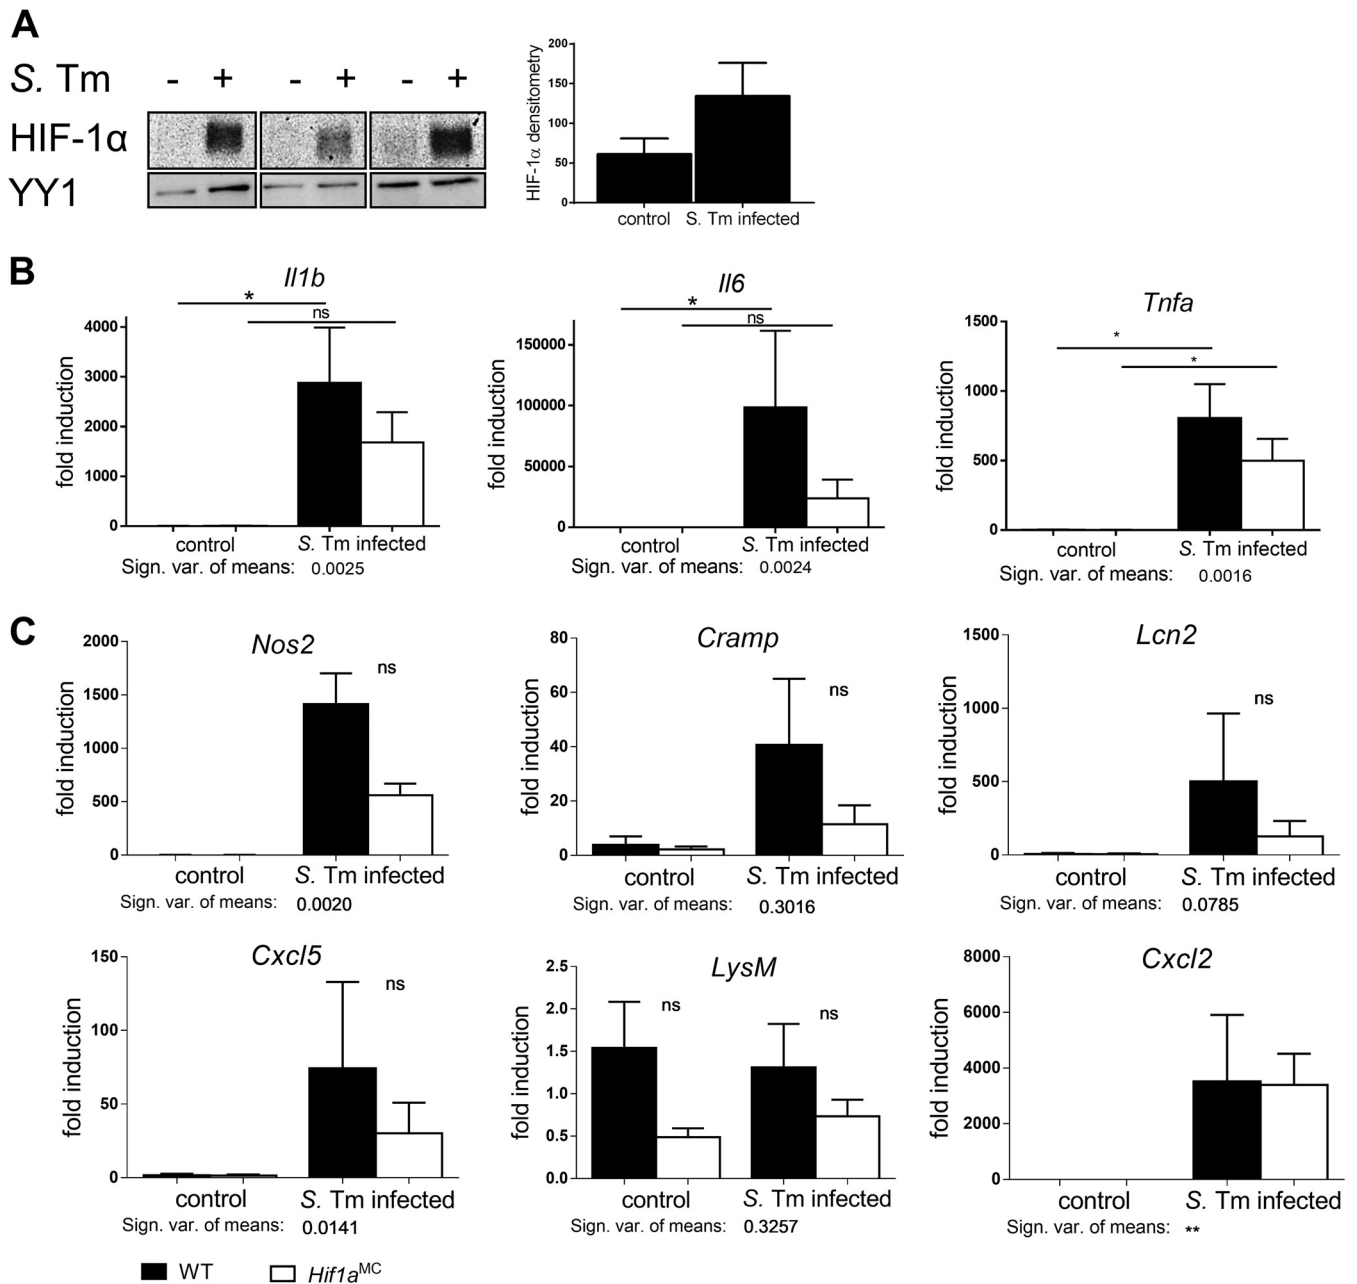 A
S. Tm - + - + - +
HIF-1α
YY1
HIF-1α densitometry
200
150
100
50
0
control S. Tm infected
B
Il1b
*
ns
fold induction
4000
3000
2000
1000
0
control S. Tm infected
Sign. var. of means: 0.0025
Il6
*
ns
fold induction
150000
100000
50000
0
control S. Tm infected
Sign. var. of means: 0.0024
Tnfa
*
*
fold induction
1500
1000
500
0
control S. Tm infected
Sign. var. of means: 0.0016
C
Nos2
ns
fold induction
2000
1500
1000
500
0
control S. Tm infected
Sign. var. of means: 0.0020
Cramp
ns
fold induction
80
60
40
20
0
control S. Tm infected
Sign. var. of means: 0.3016
Lcn2
ns
fold induction
1500
1000
500
0
control S. Tm infected
Sign. var. of means: 0.0785
Cxcl5
ns
fold induction
150
100
50
0
control S. Tm infected
Sign. var. of means: 0.0141
LysM
ns
ns
fold induction
2.5
2.0
1.5
1.0
0.5
0.0
control S. Tm infected
Sign. var. of means: 0.3257
Cxcl2
fold induction
8000
6000
4000
2000
0
control S. Tm infected
Sign. var. of means: **
WT Hif1aMC